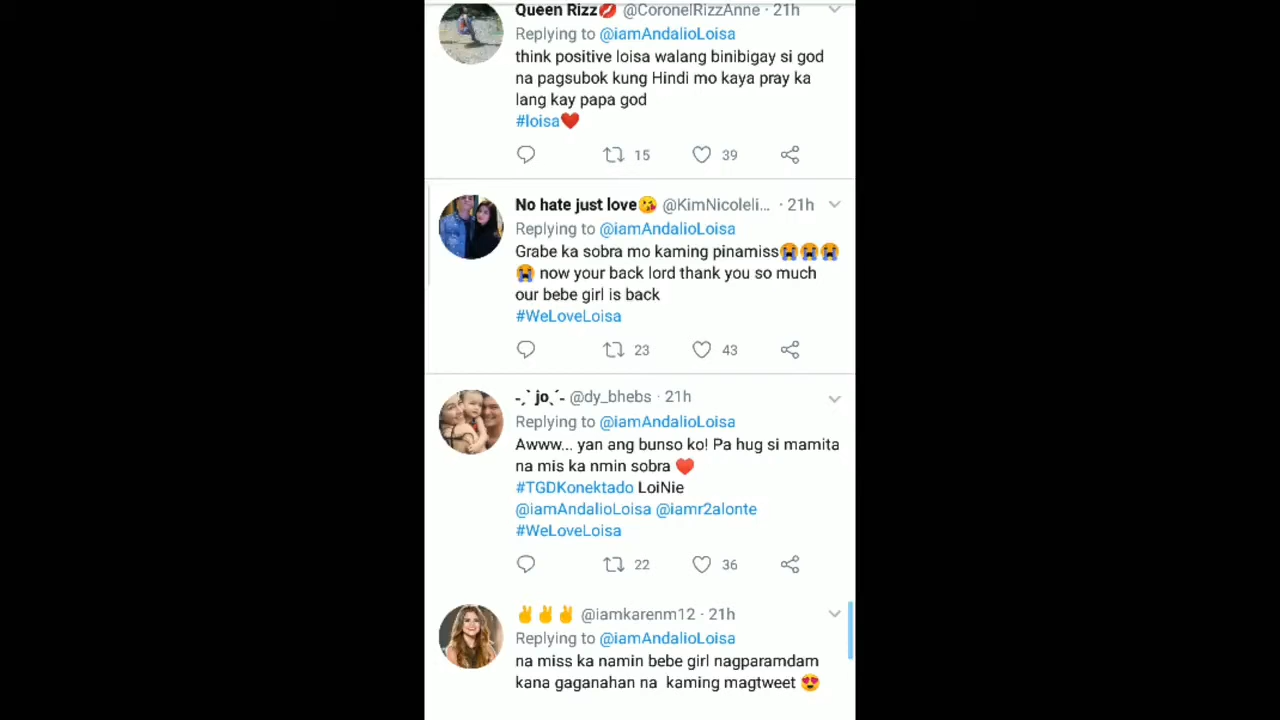 Queen Rizz💋 @CoronelRizzAnne · 21h
Replying to @iamAndalioLoisa
think positive loisa walang binibigay si god
na pagsubok kung Hindi mo kaya pray ka
lang kay papa god
#loisa❤️
15 39
No hate just love😘 @KimNicoleli... · 21h
Replying to @iamAndalioLoisa
Grabe ka sobra mo kaming pinamiss😭😭😭
😭 now your back lord thank you so much
our bebe girl is back
#WeLoveLoisa
23 43
-ˏˋ jo ˎˊ- @dy_bhebs · 21h
Replying to @iamAndalioLoisa
Awww... yan ang bunso ko! Pa hug si mamita
na mis ka nmin sobra ♥️
#TGDKonektado LoiNie
@iamAndalioLoisa @iamr2alonte
#WeLoveLoisa
22 36
✌️✌️✌️ @iamkarenm12 · 21h
Replying to @iamAndalioLoisa
na miss ka namin bebe girl nagparamdam
kana gaganahan na kaming magtweet 😍